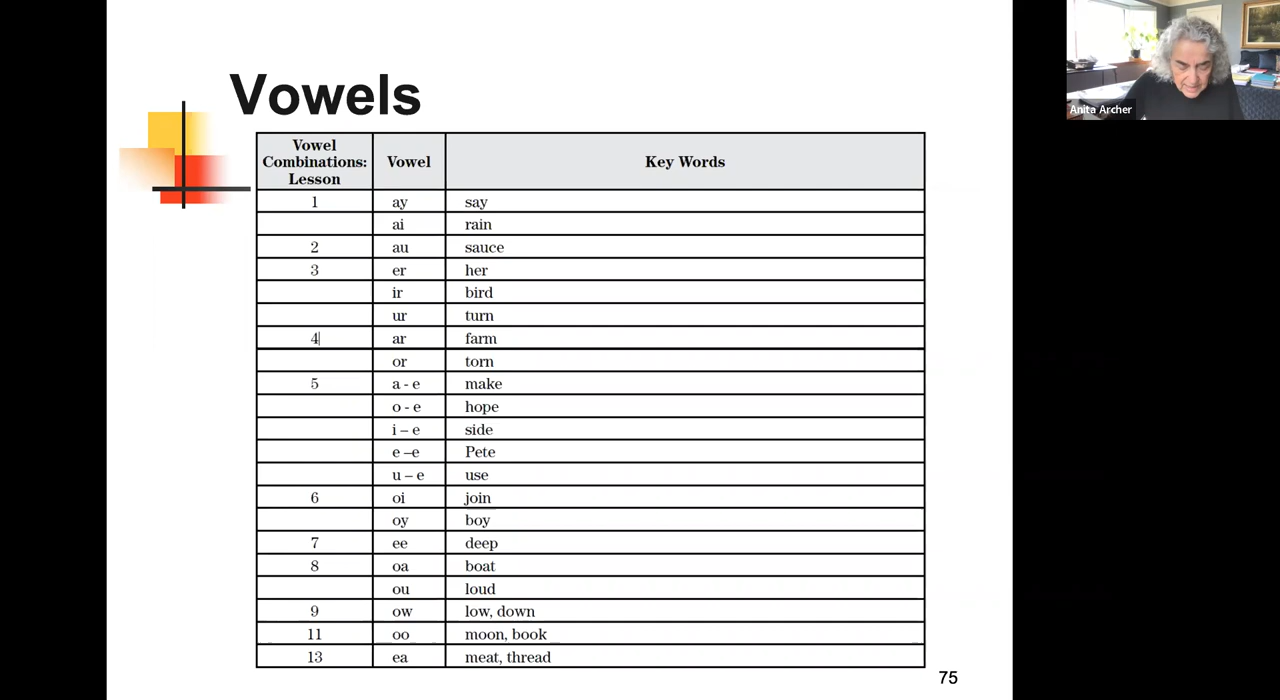 Vowels
Anita Archer
Vowel Combinations: Lesson Vowel Key Words
1 ay say
ai rain
2 au sauce
3 er her
ir bird
ur turn
4 ar farm
or torn
5 a - e make
o - e hope
i – e side
e –e Pete
u – e use
6 oi join
oy boy
7 ee deep
8 oa boat
ou loud
9 ow low, down
11 oo moon, book
13 ea meat, thread
75